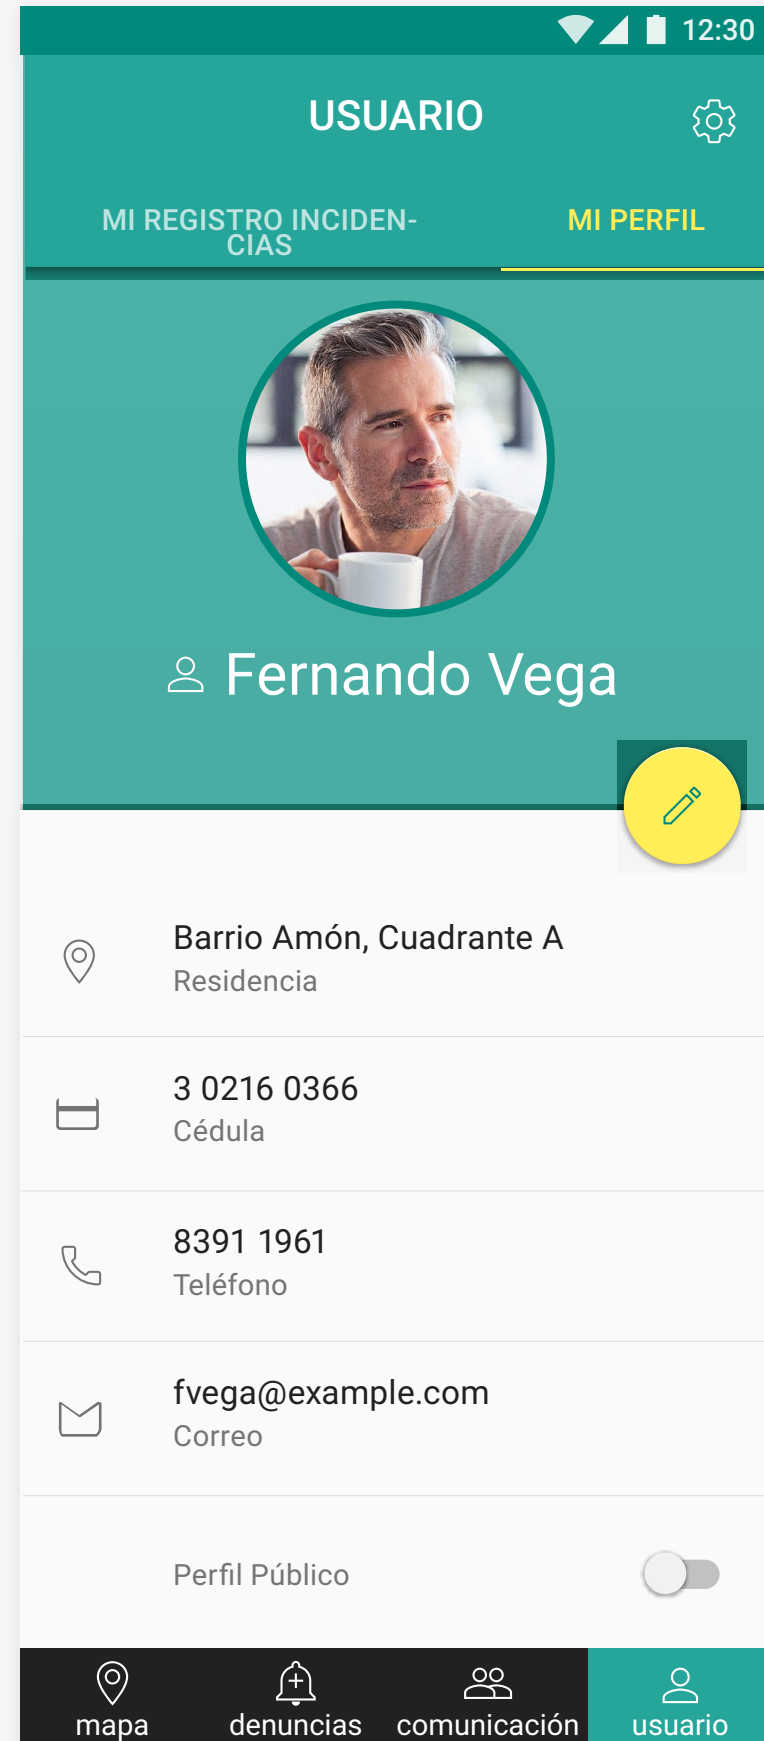 12:30
USUARIO
MI REGISTRO INCIDEN-
CIAS
MI PERFIL
Fernando Vega
Barrio Amón, Cuadrante A
Residencia
3 0216 0366
Cédula
8391 1961
Teléfono
fvega@example.com
Correo
Perfil Público
mapa denuncias comunicación usuario